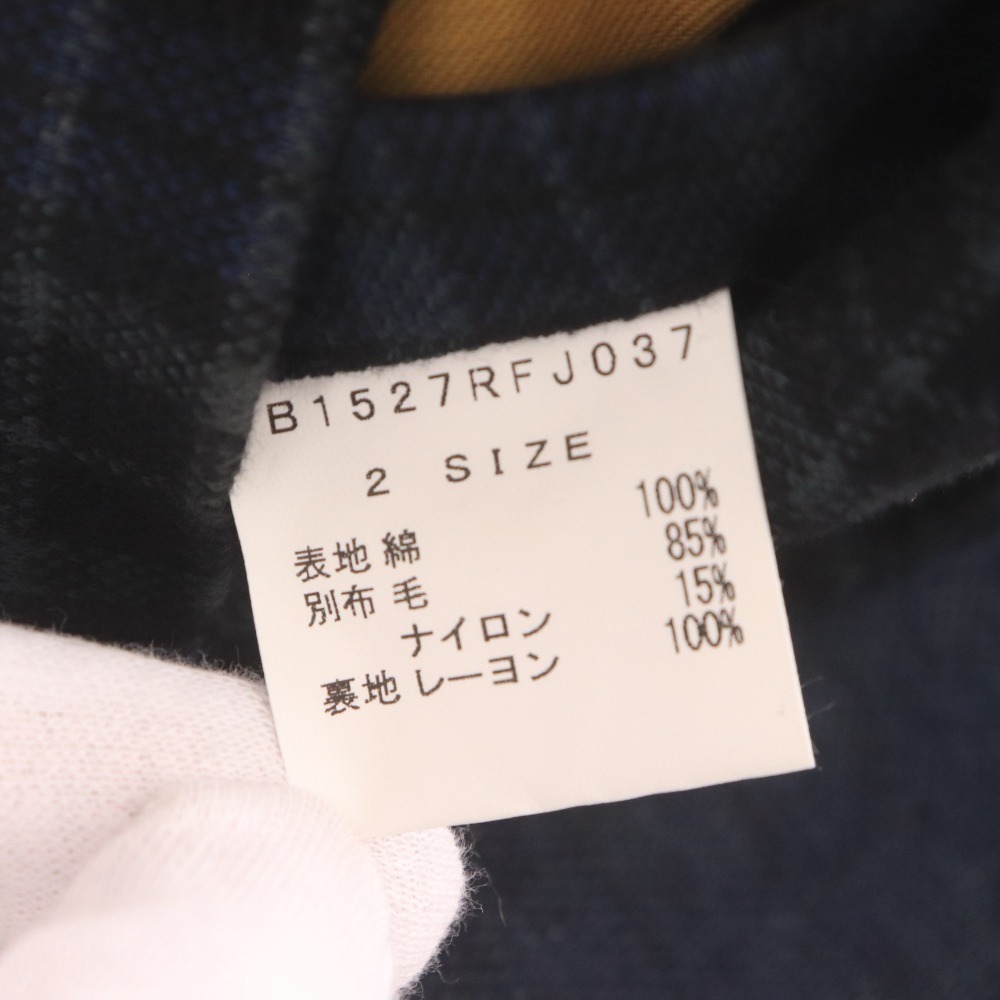 B1527RFJ037
2 SIZE
表地 綿 100%
別布 毛 85%
ナイロン 15%
裏地 レーヨン 100%